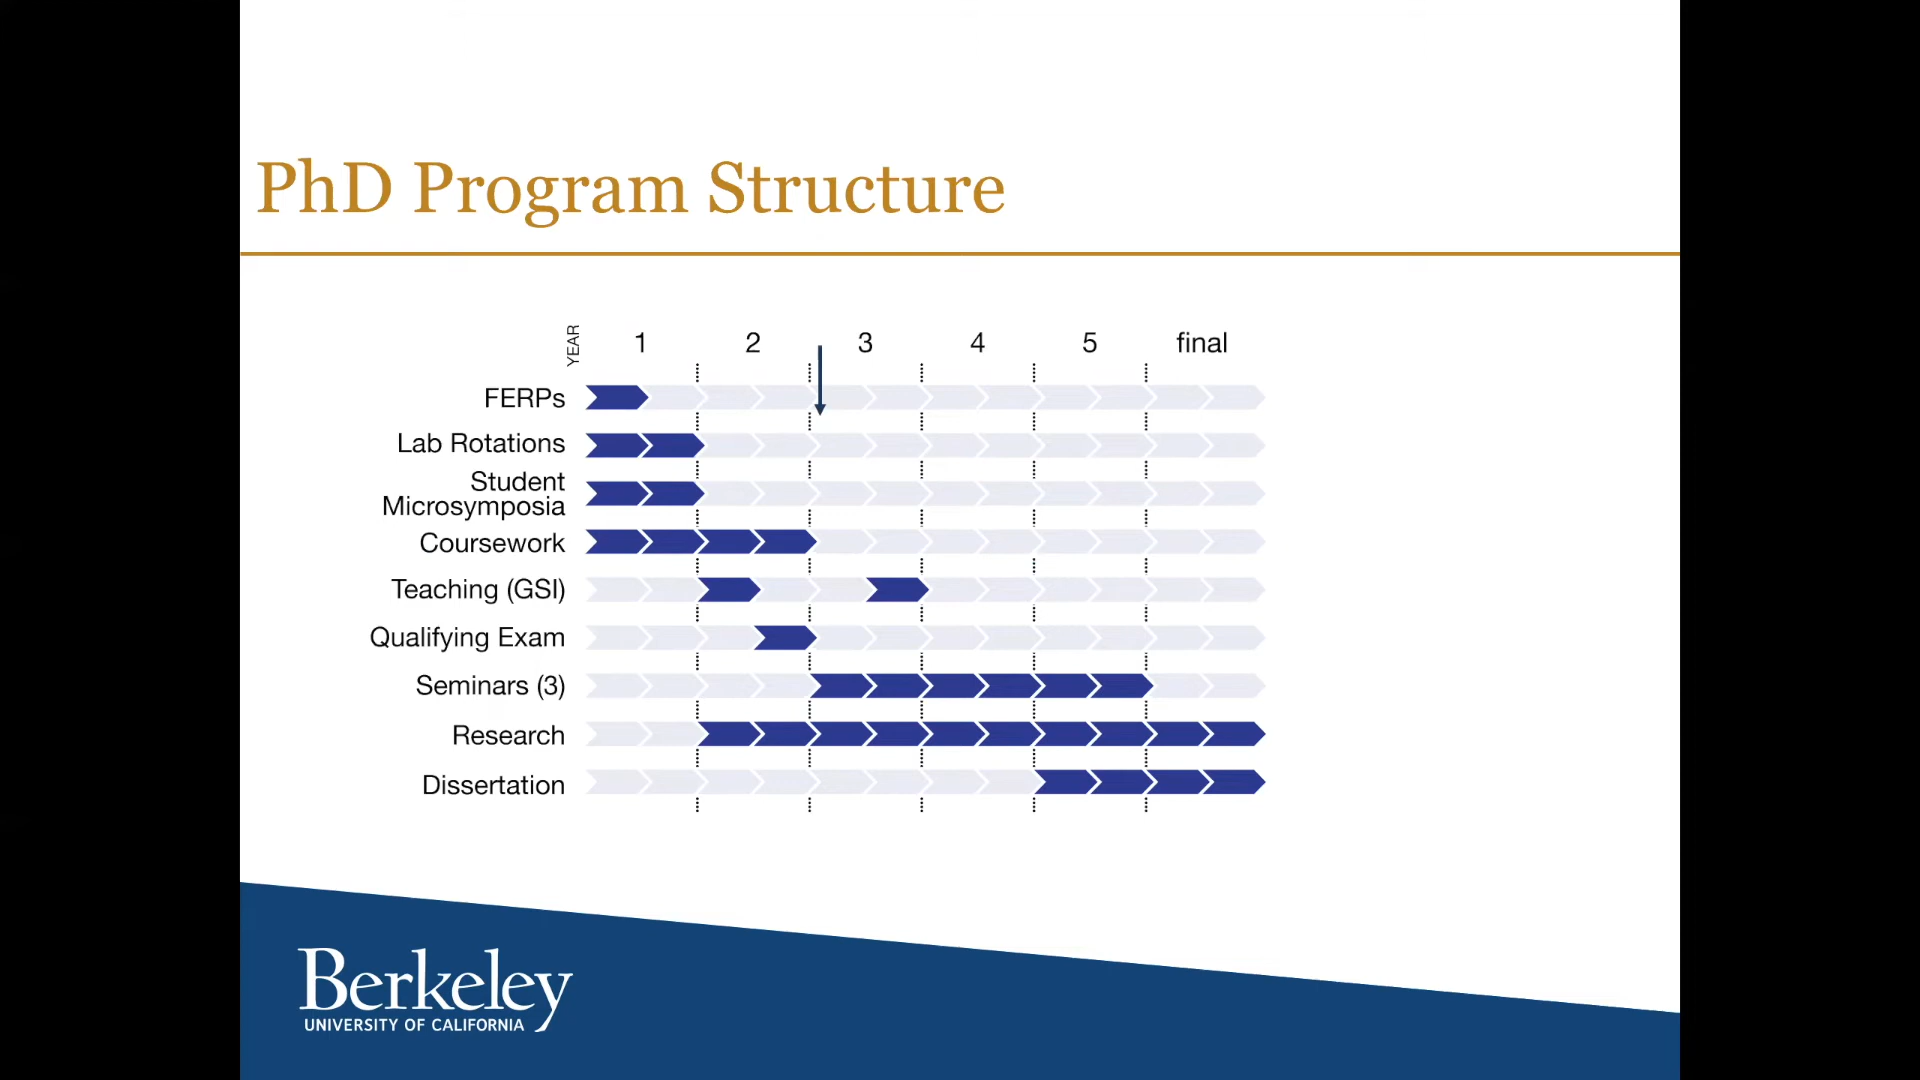 PhD Program Structure
YEAR 1 2 3 4 5 final
FERPs
Lab Rotations
Student
Microsymposia
Coursework
Teaching (GSI)
Qualifying Exam
Seminars (3)
Research
Dissertation
Berkeley
UNIVERSITY OF CALIFORNIA